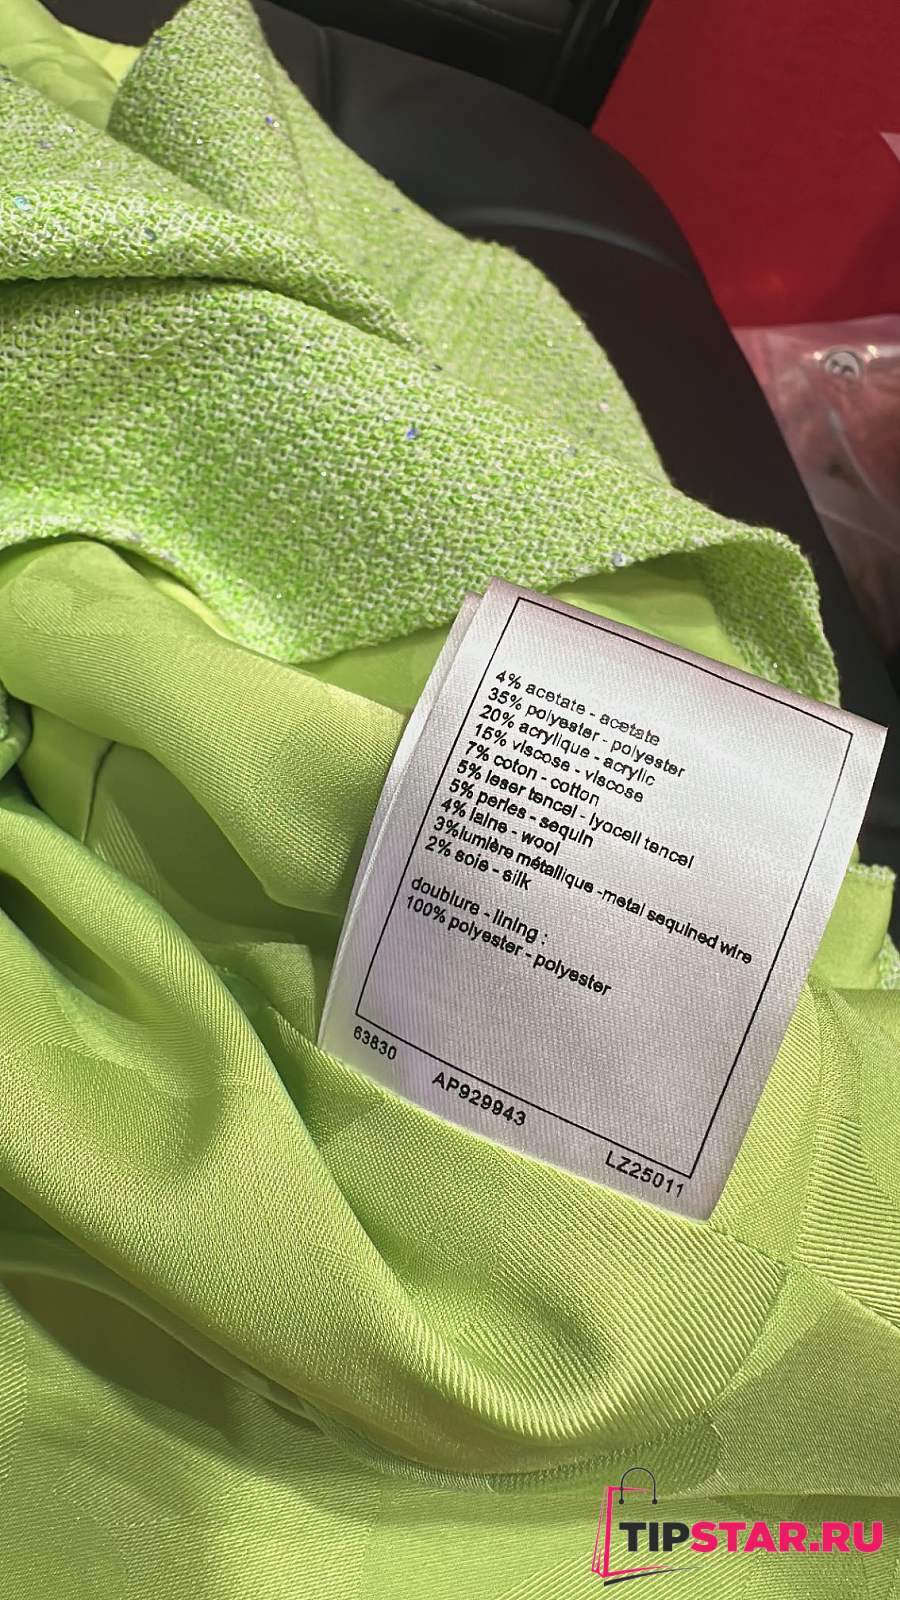 4% acetate - acetate
35% polyester - polyester
20% acrylique - acrylic
15% viscose - viscose
7% coton - cotton
5% leser tencel - lyocell tencel
5% perles - sequin
4% laine - wool
3%lumière métallique -metal sequined wire
2% soie - silk
doublure - lining :
100% polyester - polyester
63830
AP929943
LZ25011
TIPSTAR.RU